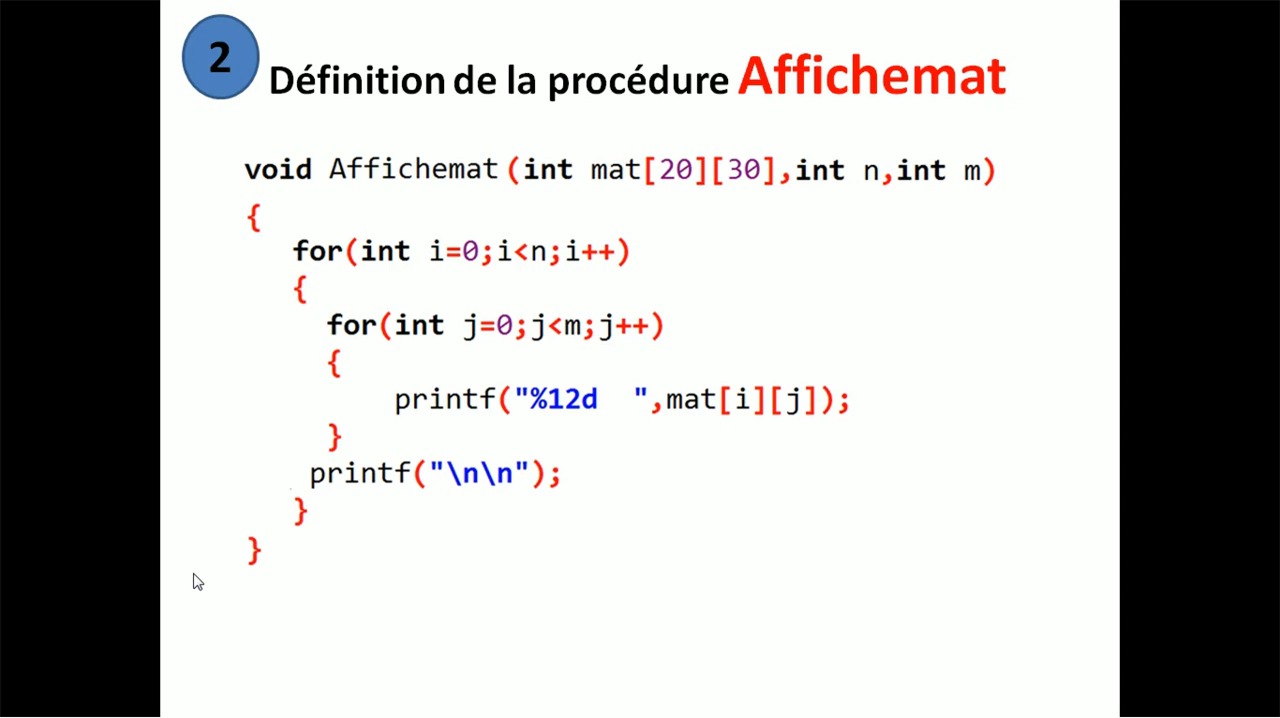 2
Définition de la procédure Affichemat
void Affichemat(int mat[20][30],int n,int m)
{
for(int i=0;i<n;i++)
{
for(int j=0;j<m;j++)
{
printf("%12d  ",mat[i][j]);
}
printf("\n\n");
}
}